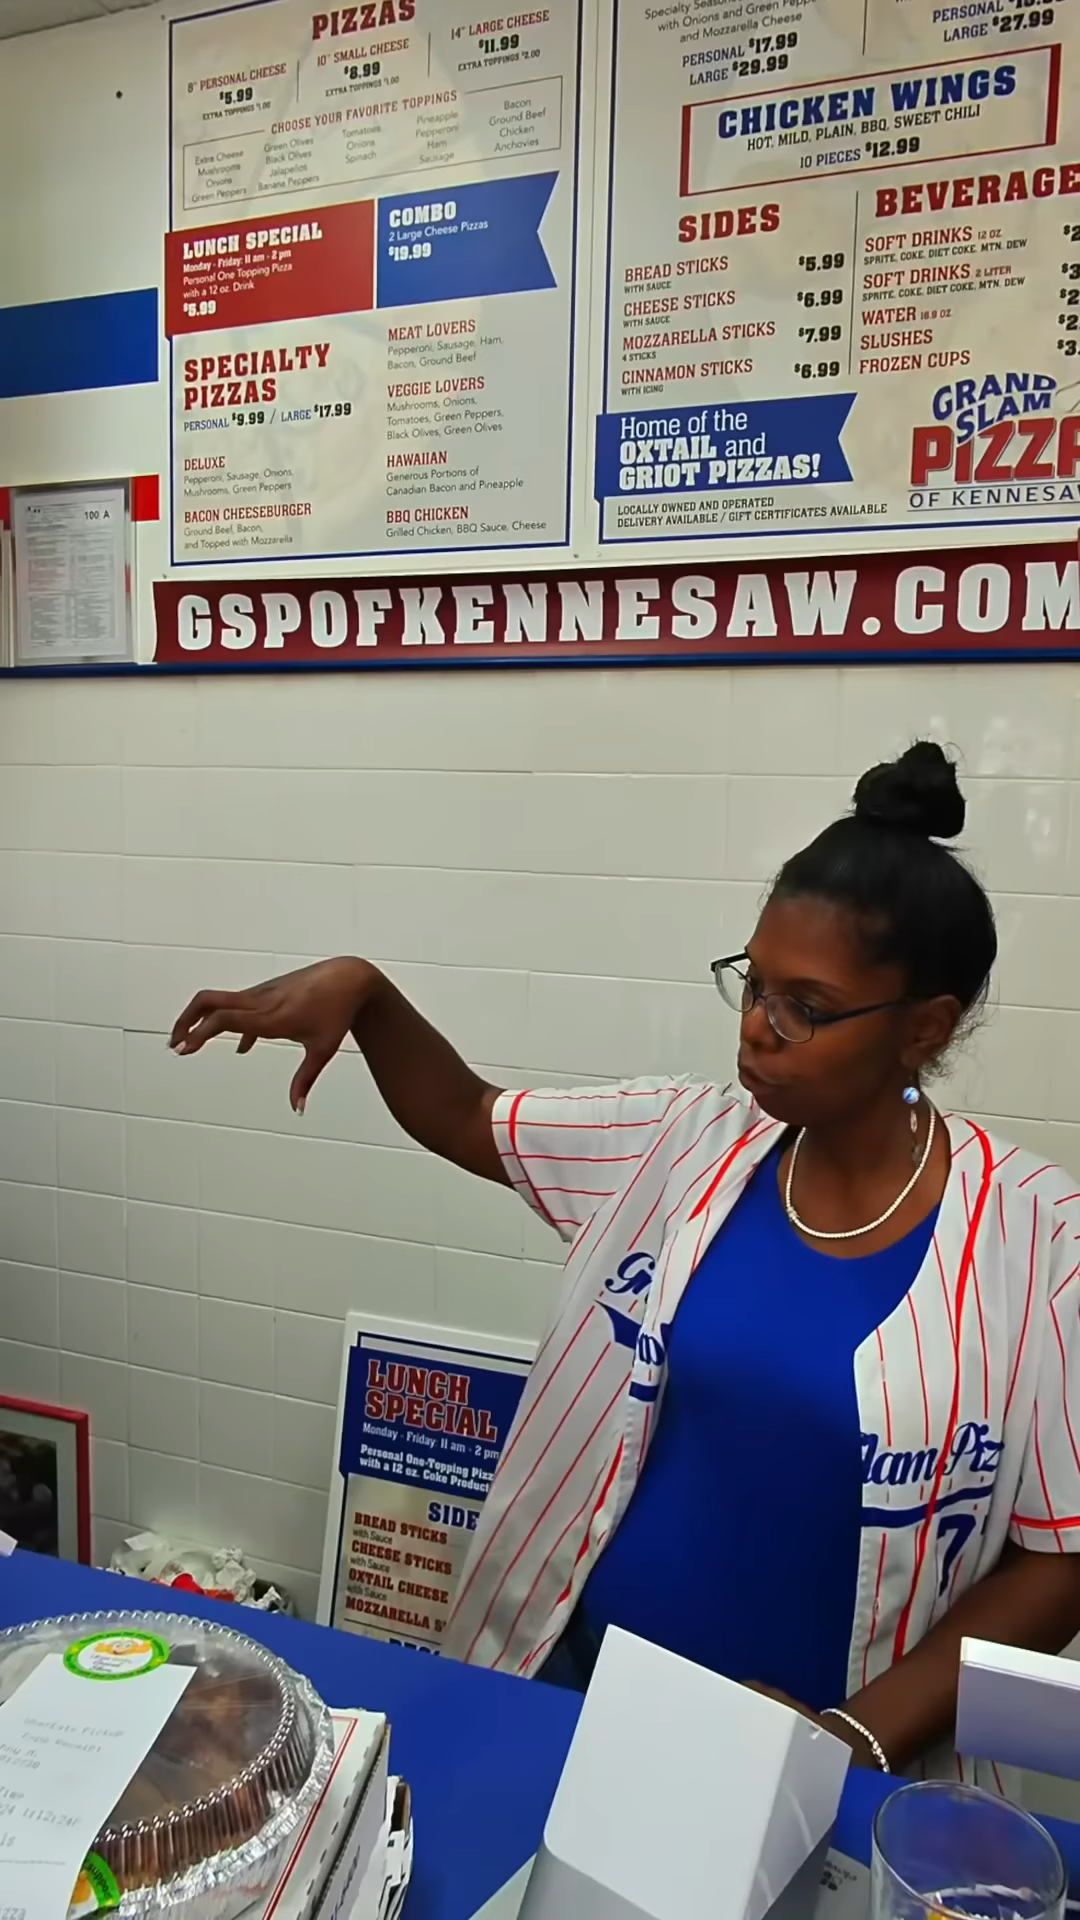 PIZZAS
8" PERSONAL CHEESE
$5.99
EXTRA TOPPINGS $1.00
10" SMALL CHEESE
$8.99
EXTRA TOPPINGS $1.00
14" LARGE CHEESE
$11.99
EXTRA TOPPINGS $2.00
CHOOSE YOUR FAVORITE TOPPINGS
Extra Cheese
Mushrooms
Onions
Green Peppers
Green Olives
Black Olives
Jalapeños
Banana Peppers
Tomatoes
Onions
Spinach
Pineapple
Pepperoni
Ham
Sausage
Bacon
Ground Beef
Chicken
Anchovies
LUNCH SPECIAL
Monday - Friday: 11 am - 2 pm
Personal One Topping Pizza
with a 12 oz. Drink
$5.99
COMBO
2 Large Cheese Pizzas
$19.99
SPECIALTY
PIZZAS
PERSONAL $9.99 / LARGE $17.99
DELUXE
Pepperoni, Sausage, Onions,
Mushrooms, Green Peppers
BACON CHEESEBURGER
Ground Beef, Bacon,
and Topped with Mozzarella
MEAT LOVERS
Pepperoni, Sausage, Ham,
Bacon, Ground Beef
VEGGIE LOVERS
Mushrooms, Onions,
Tomatoes, Green Peppers,
Black Olives, Green Olives
HAWAIIAN
Generous Portions of
Canadian Bacon and Pineapple
BBQ CHICKEN
Grilled Chicken, BBQ Sauce, Cheese
with Onions and Green
and Mozzarella Cheese
PERSONAL $17.99
LARGE $29.99
PERSONAL
LARGE $27.99
CHICKEN WINGS
HOT, MILD, PLAIN, BBQ, SWEET CHILI
10 PIECES $12.99
SIDES
BREAD STICKS $5.99
WITH SAUCE
CHEESE STICKS $6.99
WITH SAUCE
MOZZARELLA STICKS $7.99
4 STICKS
CINNAMON STICKS $6.99
WITH ICING
BEVERAGE
SOFT DRINKS 12 OZ. $2
SPRITE, COKE, DIET COKE, MTN. DEW
SOFT DRINKS 2 LITER $3
SPRITE, COKE, DIET COKE, MTN. DEW
WATER 16.9 OZ. $2
SLUSHES $2
FROZEN CUPS $3.
Home of the
OXTAIL and
GRIOT PIZZAS!
LOCALLY OWNED AND OPERATED
DELIVERY AVAILABLE / GIFT CERTIFICATES AVAILABLE
GRAND
SLAM
PIZZA
OF KENNESAW
100 A
GSPOFKENNESAW.COM
LUNCH
SPECIAL
Monday - Friday: 11 am - 2 pm
Personal One-Topping Pizz
with a 12 oz. Coke Product
SIDE
BREAD STICKS
with Sauce
CHEESE STICKS
with Sauce
OXTAIL CHEESE
with Sauce
MOZZARELLA S
Gr
lam Piz
7